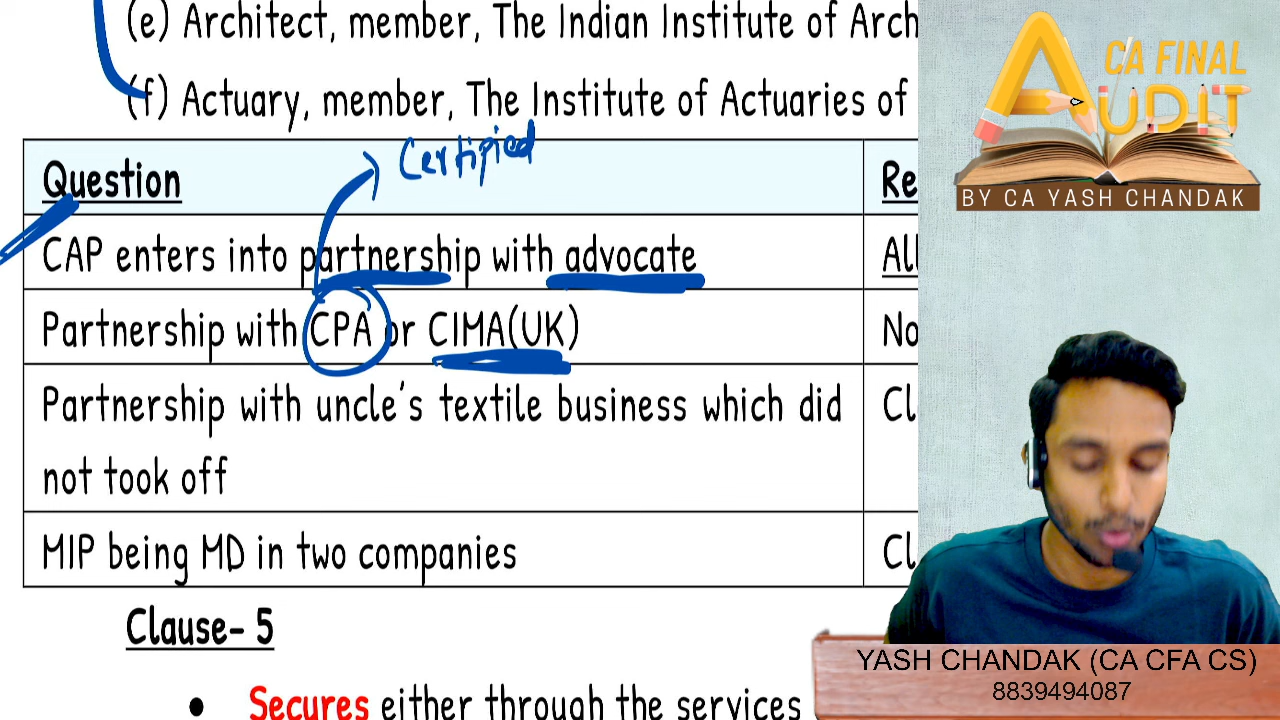 (e) Architect, member, The Indian Institute of Arch
(f) Actuary, member, The Institute of Actuaries of
Certified
Question
Re
CAP enters into partnership with advocate
All
Partnership with CPA or CIMA(UK)
No
Partnership with uncle's textile business which did
not took off
Cl
MIP being MD in two companies
Cl
Clause- 5
• Secures either through the services
CA FINAL
AUDIT
BY CA YASH CHANDAK
YASH CHANDAK (CA CFA CS)
8839494087